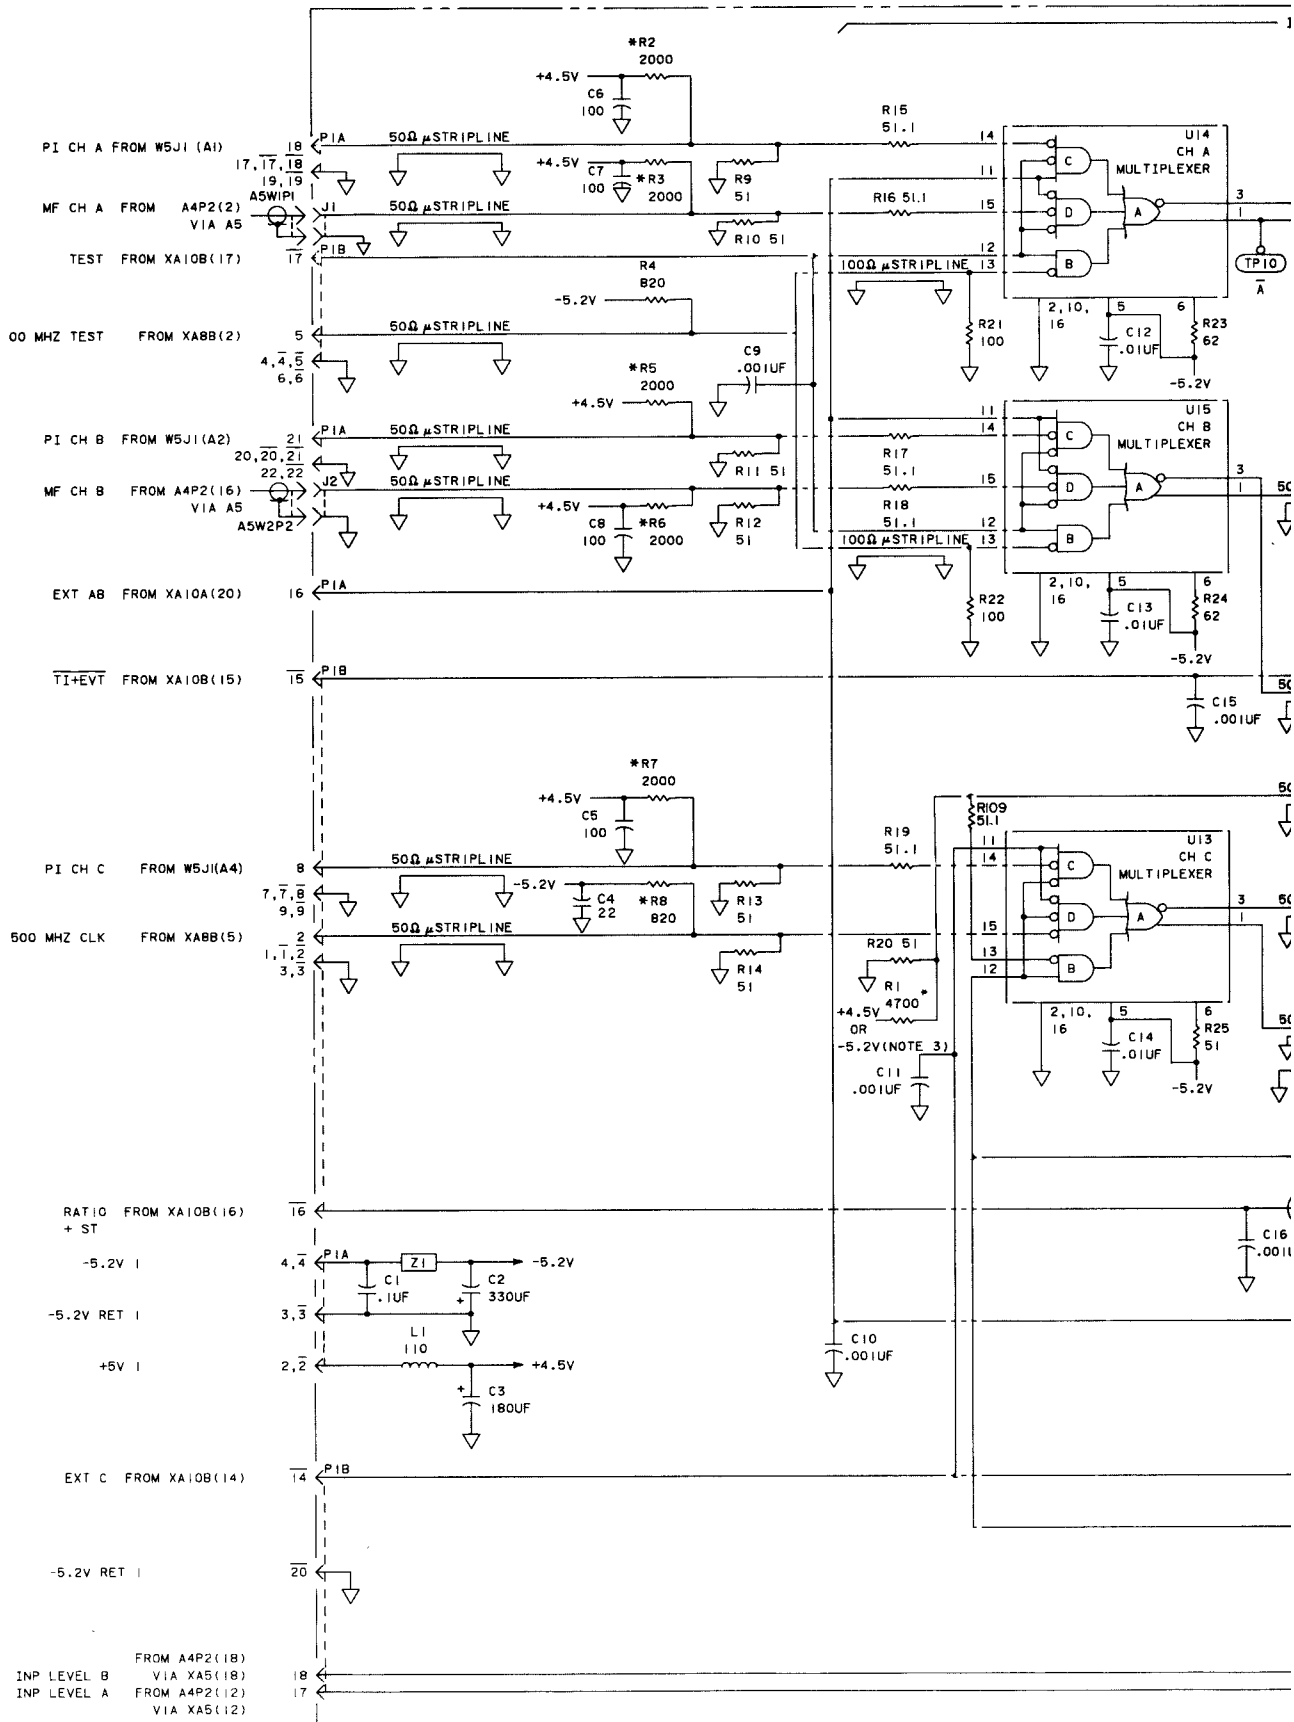 *R2
2000
+4.5V
C6
100
R15
51.1
PI CH A FROM W5J1 (A1)
18
P1A
50Ω µSTRIPLINE
14
U14
CH A
MULTIPLEXER
17, 17, 18
19, 19
+4.5V
C7
100
*R3
2000
R9
51
11
C
A5W1P1
MF CH A FROM A4P2(2)
VIA A5
J1
50Ω µSTRIPLINE
R16 51.1
15
D
A
3
1
R10 51
TEST FROM XA10B(17)
17
P1B
12
100Ω µSTRIPLINE
13
B
TP10
A
R4
820
-5.2V
00 MHZ TEST FROM XA8B(2)
5
50Ω µSTRIPLINE
R21
100
2, 10,
16
5
C12
.01UF
6
R23
62
-5.2V
4, 4, 5
6, 6
C9
.001UF
*R5
2000
+4.5V
PI CH B FROM W5J1(A2)
21
P1A
50Ω µSTRIPLINE
11
14
U15
CH B
MULTIPLEXER
C
20, 20, 21
22, 22
R11 51
R17
51.1
MF CH B FROM A4P2(16)
VIA A5
J2
50Ω µSTRIPLINE
15
D
A
3
1
50
A5W2P2
+4.5V
C8
100
*R6
2000
R12
51
R18
51.1
12
100Ω µSTRIPLINE
13
B
EXT AB FROM XA10A(20)
16
P1A
R22
100
2, 10,
16
5
C13
.01UF
6
R24
62
-5.2V
TI+EVT FROM XA10B(15)
15
P1B
50
C15
.001UF
*R7
2000
+4.5V
C5
100
R109
51.1
50
R19
51.1
11
14
U13
CH C
MULTIPLEXER
C
PI CH C FROM W5J1(A4)
8
50Ω µSTRIPLINE
7, 7, 8
9, 9
-5.2V
C4
22
*R8
820
R13
51
D
A
3
1
50
500 MHZ CLK FROM XA8B(5)
2
50Ω µSTRIPLINE
15
1, 1, 2
3, 3
R14
51
R20 51
13
12
B
R1
4700 *
+4.5V
OR
-5.2V(NOTE 3)
2, 10,
16
5
C14
.01UF
6
R25
51
-5.2V
50
C11
.001UF
RATIO FROM XA10B(16)
+ ST
16
C16
.001U
-5.2V 1
4, 4
P1A
Z1
-5.2V
C1
.1UF
C2
330UF
+
-5.2V RET 1
3, 3
L1
110
C10
.001UF
+5V 1
2, 2
+4.5V
+
C3
180UF
EXT C FROM XA10B(14)
14
P1B
-5.2V RET 1
20
FROM A4P2(18)
INP LEVEL B VIA XA5(18)
18
INP LEVEL A FROM A4P2(12)
17
VIA XA5(12)